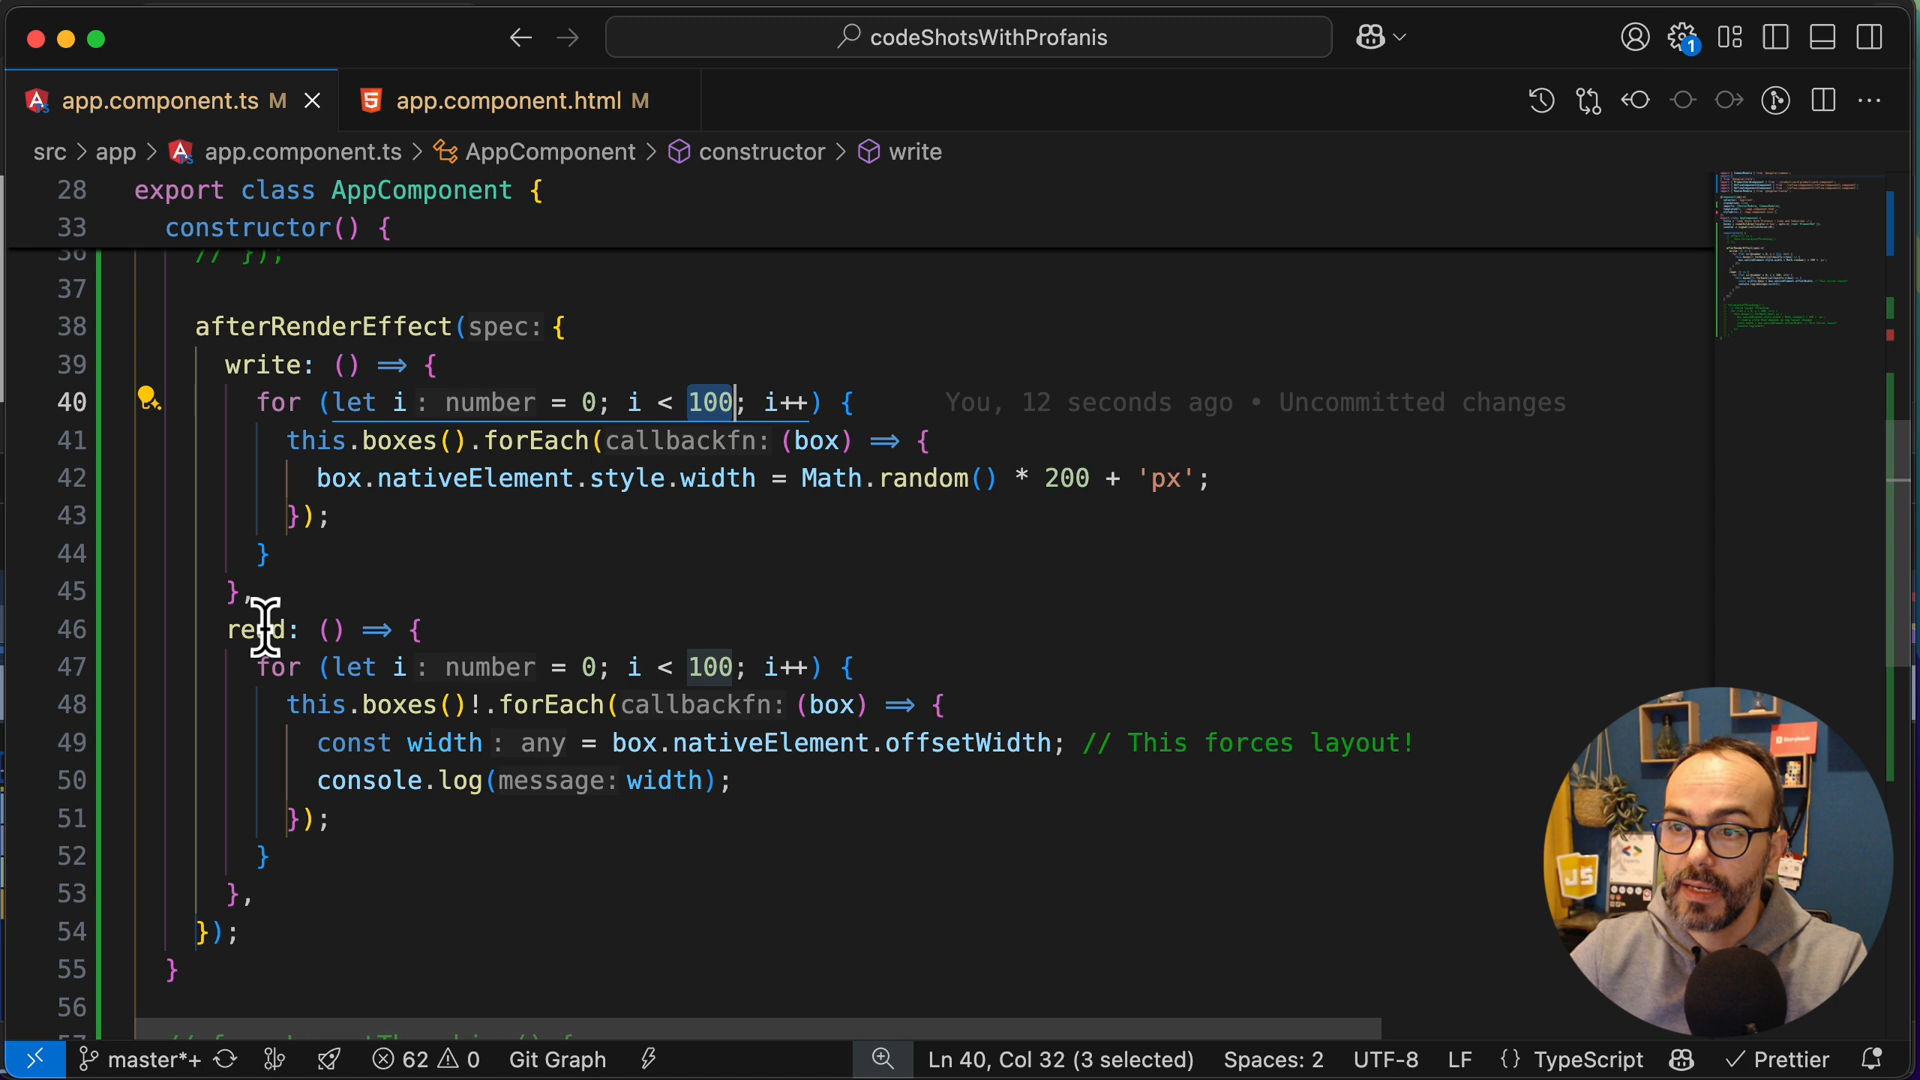 codeShotsWithProfanis
1
app.component.ts M
app.component.html M
src > app > app.component.ts > AppComponent > constructor > write
28 export class AppComponent {
33 constructor() {
36 // });
37
38 afterRenderEffect(spec: {
39 write: () => {
40 for (let i: number = 0; i < 100; i++) { You, 12 seconds ago • Uncommitted changes
41 this.boxes().forEach(callbackfn: (box) => {
42 box.nativeElement.style.width = Math.random() * 200 + 'px';
43 });
44 }
45 },
46 read: () => {
47 for (let i: number = 0; i < 100; i++) {
48 this.boxes()!.forEach(callbackfn: (box) => {
49 const width: any = box.nativeElement.offsetWidth; // This forces layout!
50 console.log(message: width);
51 });
52 }
53 },
54 });
55 }
56
JS
master*+ 62 0 Git Graph Ln 40, Col 32 (3 selected) Spaces: 2 UTF-8 LF {} TypeScript Prettier